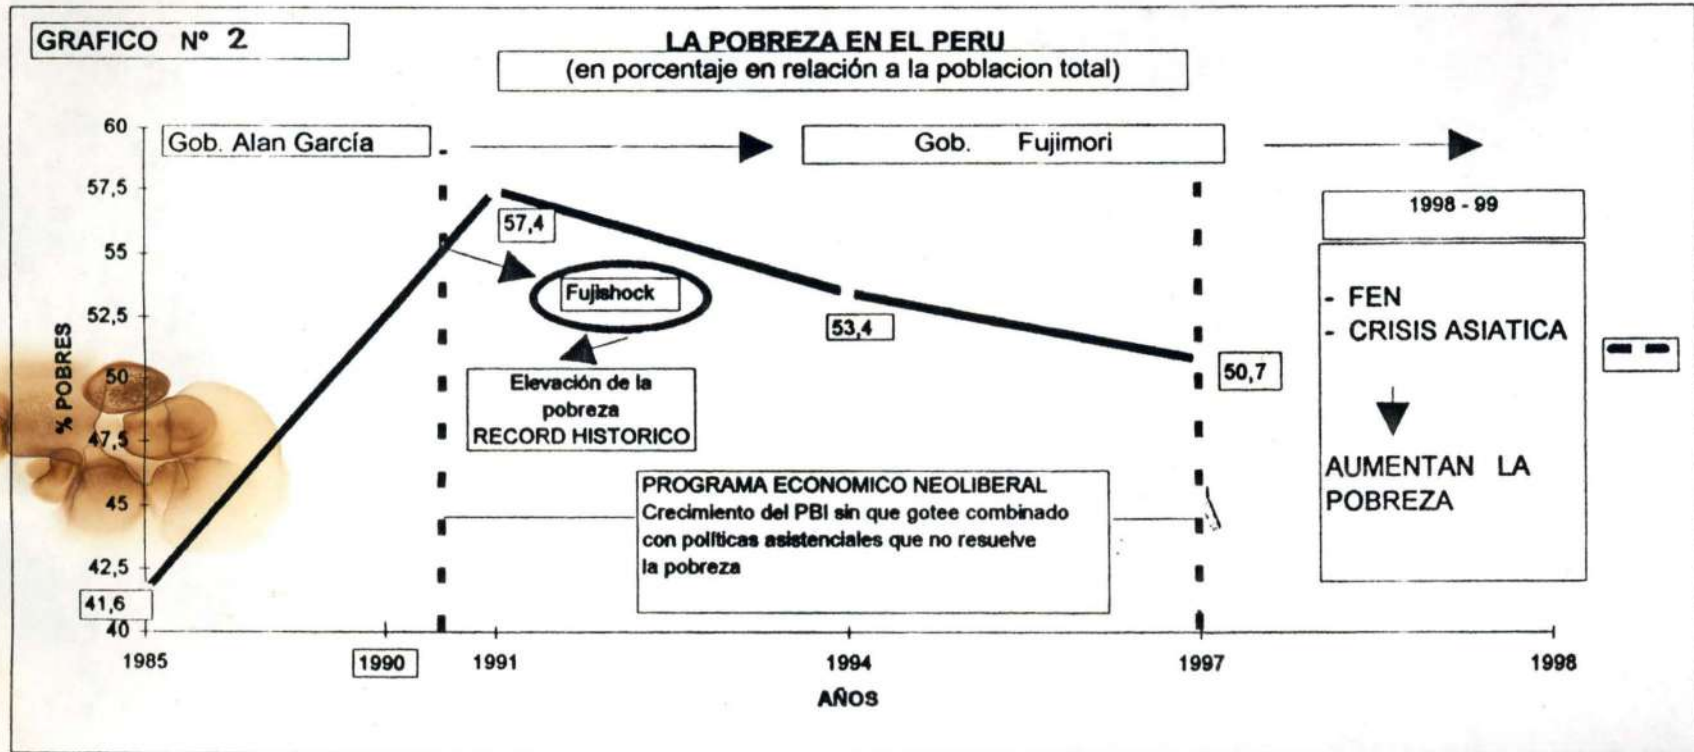 GRAFICO Nº 2
LA POBREZA EN EL PERU
(en porcentaje en relación a la poblacion total)
Gob. Alan García
Gob. Fujimori
60
57,5
55
52,5
50
47,5
45
42,5
40
% POBRES
41,6
57,4
Fujishock
Elevación de la
pobreza
RECORD HISTORICO
53,4
50,7
PROGRAMA ECONOMICO NEOLIBERAL
Crecimiento del PBI sin que gotee combinado
con políticas asistenciales que no resuelve
la pobreza
1998 - 99
- FEN
- CRISIS ASIATICA
AUMENTAN LA
POBREZA
1985
1990
1991
1994
1997
1998
AÑOS